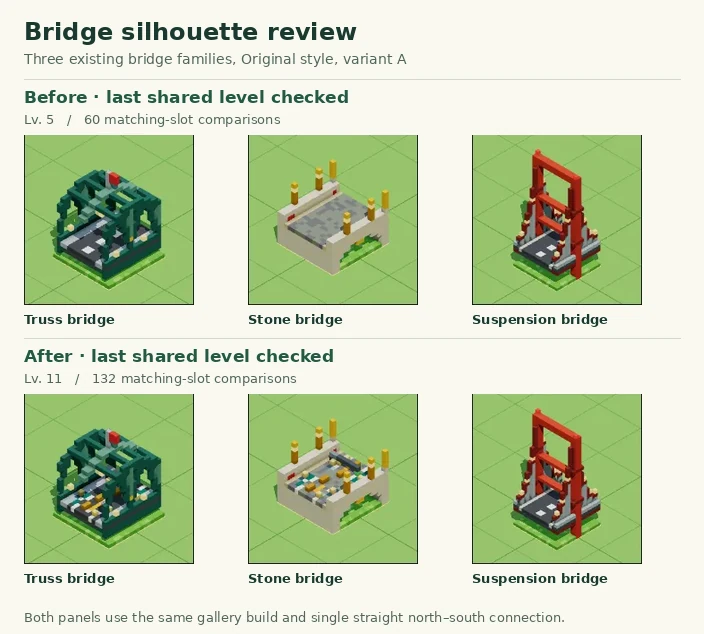 Bridge silhouette review
Three existing bridge families, Original style, variant A
Before · last shared level checked
Lv. 5 / 60 matching-slot comparisons
Truss bridge
Stone bridge
Suspension bridge
After · last shared level checked
Lv. 11 / 132 matching-slot comparisons
Truss bridge
Stone bridge
Suspension bridge
Both panels use the same gallery build and single straight north–south connection.